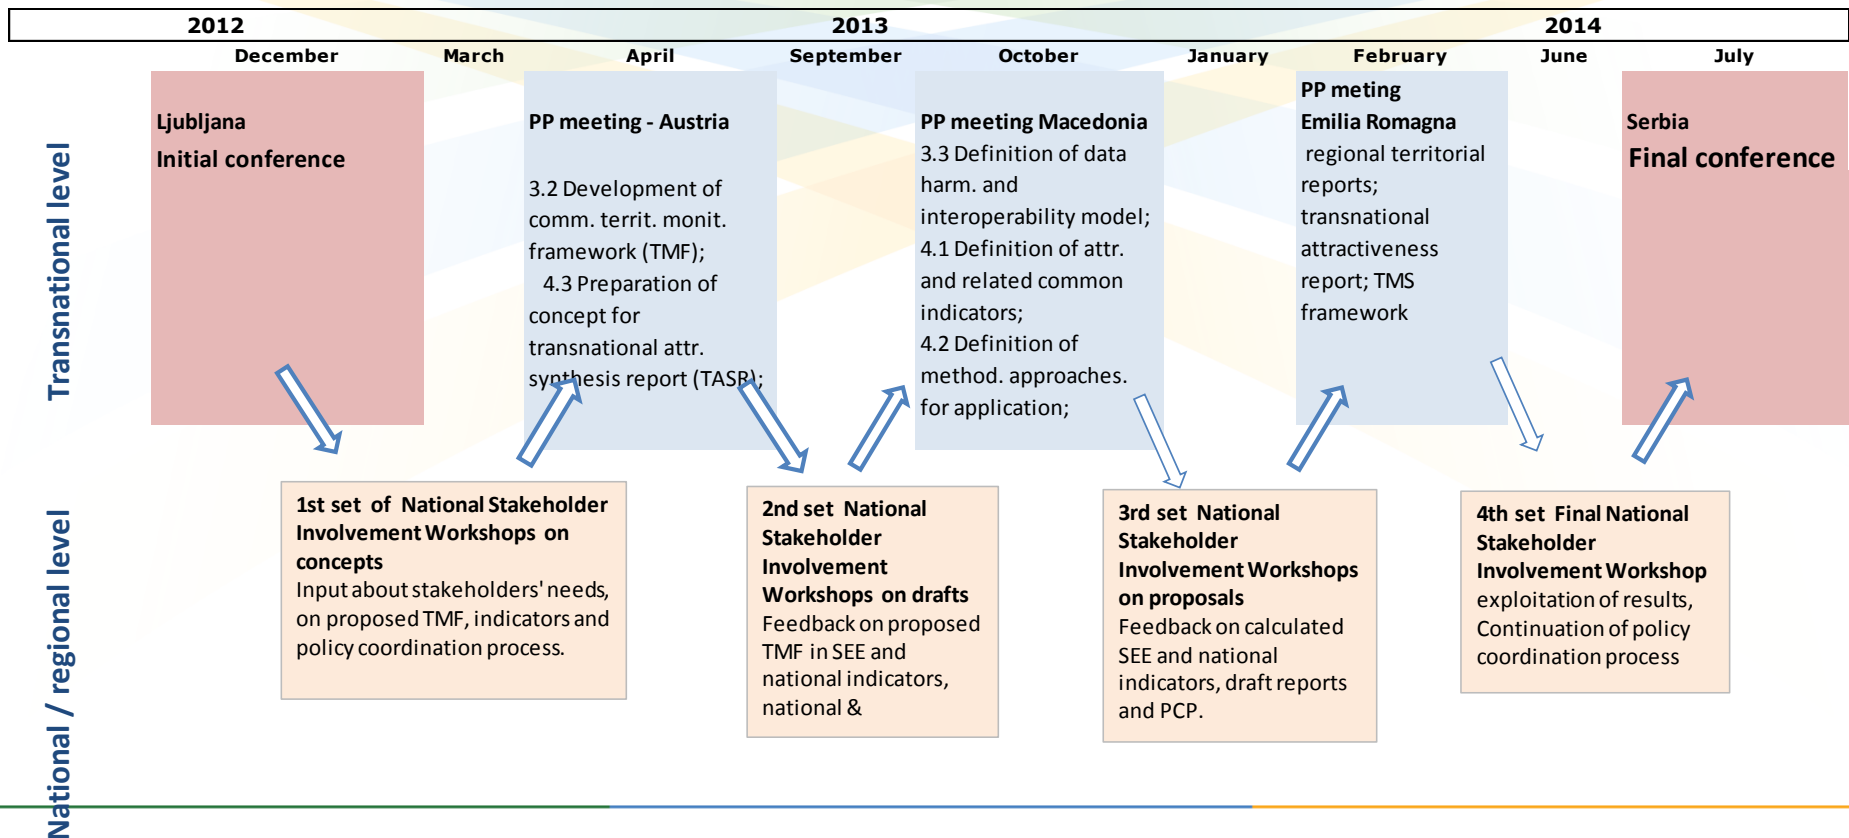 2012 2013 2014
December March April September October January February June July
Transnational level
Ljubljana
Initial conference
PP meeting - Austria
3.2 Development of
comm. territ. monit.
framework (TMF);
4.3 Preparation of
concept for
transnational attr.
synthesis report (TASR);
PP meeting Macedonia
3.3 Definition of data
harm. and
interoperability model;
4.1 Definition of attr.
and related common
indicators;
4.2 Definition of
method. approaches.
for application;
PP meting
Emilia Romagna
regional territorial
reports;
transnational
attractiveness
report; TMS
framework
Serbia
Final conference
National / regional level
1st set of National Stakeholder
Involvement Workshops on
concepts
Input about stakeholders' needs,
on proposed TMF, indicators and
policy coordination process.
2nd set National
Stakeholder
Involvement
Workshops on drafts
Feedback on proposed
TMF in SEE and
national indicators,
national &
3rd set National
Stakeholder
Involvement Workshops
on proposals
Feedback on calculated
SEE and national
indicators, draft reports
and PCP.
4th set Final National
Stakeholder
Involvement Workshop
exploitation of results,
Continuation of policy
coordination process